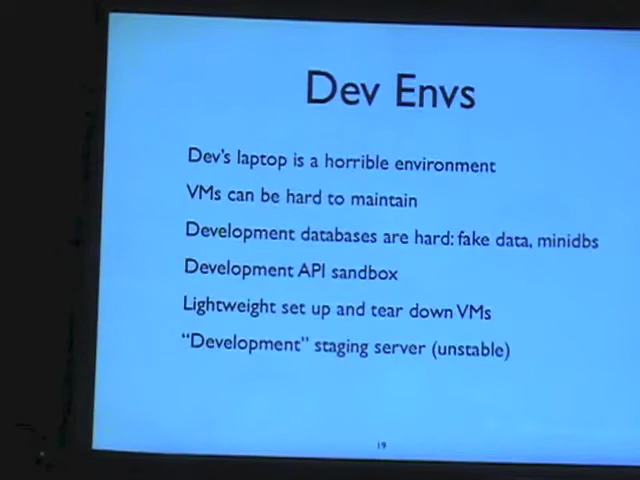 Dev Envs
Dev's laptop is a horrible environment
VMs can be hard to maintain
Development databases are hard: fake data, minidbs
Development API sandbox
Lightweight set up and tear down VMs
“Development” staging server (unstable)
19